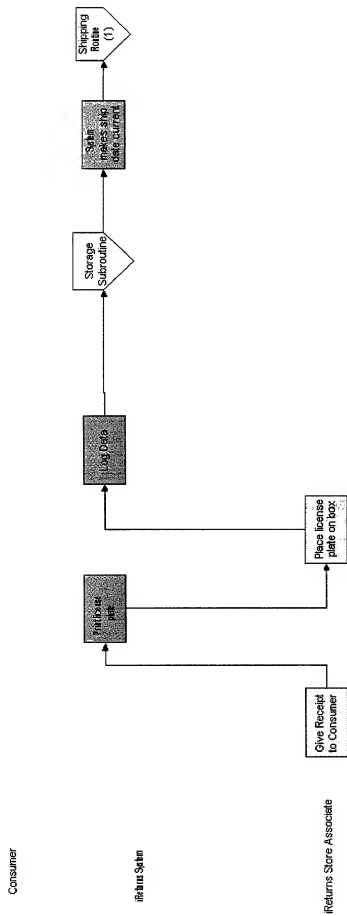 Consumer
iReturns System
iReturns Store Associate
Give Receipt
to Consumer
Print license
plate
Place license
plate on box
Log Data
Storage
Subroutine
System
makes ship
date current
Shipping
Routine
(1)